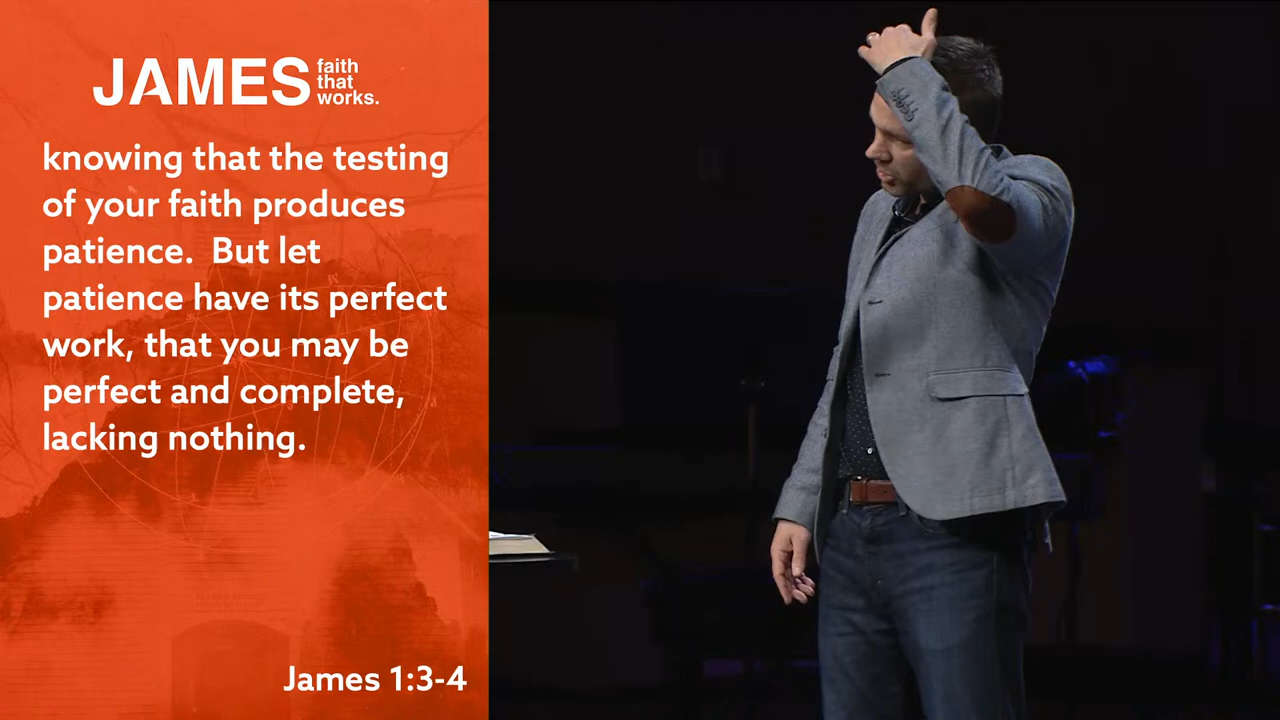 JAMES faith
that
works.
knowing that the testing
of your faith produces
patience.  But let
patience have its perfect
work, that you may be
perfect and complete,
lacking nothing.
James 1:3-4